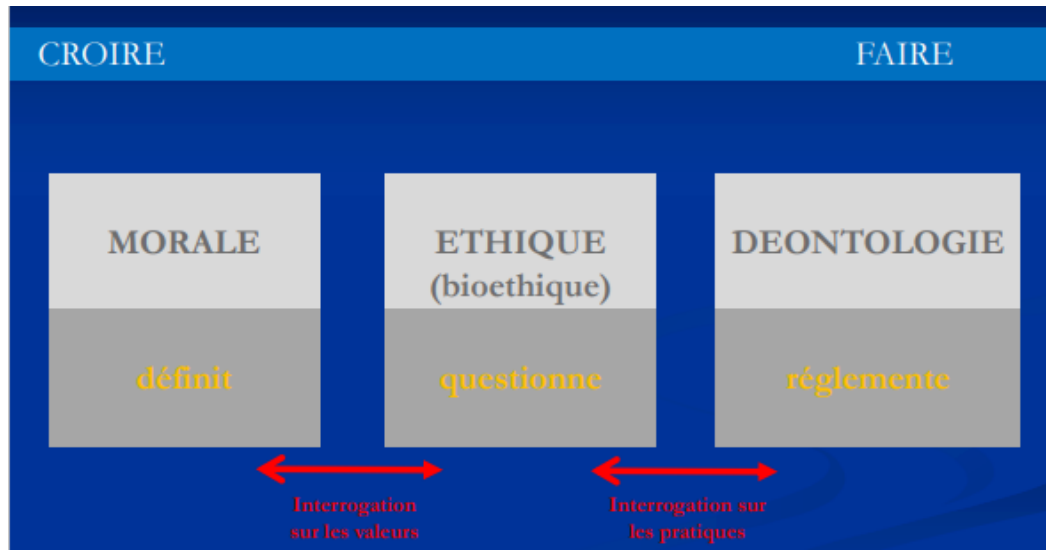 CROIRE
FAIRE
MORALE
définit
ETHIQUE
(bioethique)
questionne
DEONTOLOGIE
réglemente
Interrogation
sur les valeurs
Interrogation sur
les pratiques